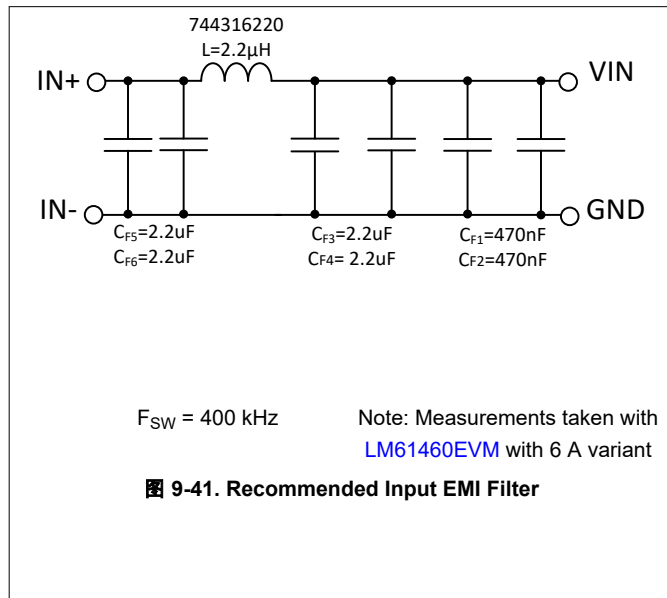 744316220
L=2.2µH
IN+
VIN
IN-
GND
CF5=2.2uF
CF6=2.2uF
CF3=2.2uF
CF4= 2.2uF
CF1=470nF
CF2=470nF
FSW = 400 kHz
Note: Measurements taken with
LM61460EVM with 6 A variant
图 9-41. Recommended Input EMI Filter